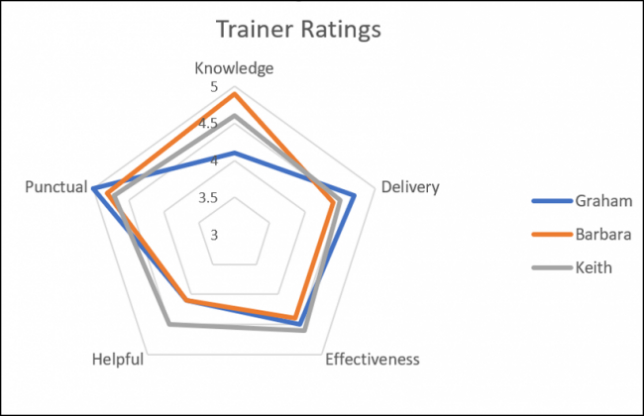 Trainer Ratings
Knowledge
5
4.5
4
3.5
3
Punctual
Delivery
Helpful
Effectiveness
Graham
Barbara
Keith